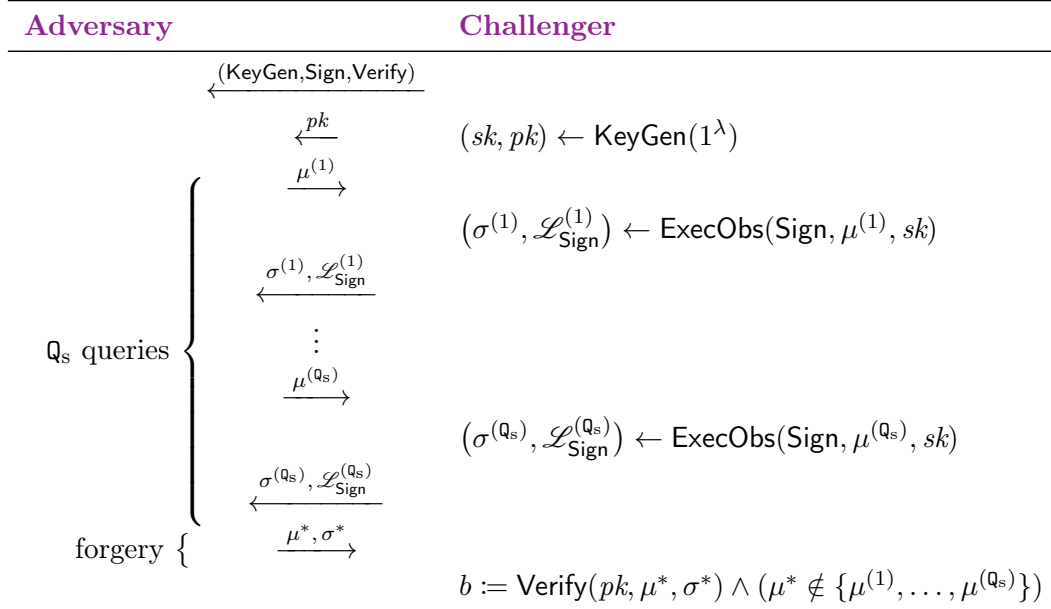 Adversary Challenger
(KeyGen,Sign,Verify)
pk (sk, pk) ← KeyGen(1^λ)
μ^(1)
(σ^(1), ℒ_Sign^(1)) ← ExecObs(Sign, μ^(1), sk)
σ^(1), ℒ_Sign^(1)
Q_s queries { ⋮
μ^(Q_s)
(σ^(Q_s), ℒ_Sign^(Q_s)) ← ExecObs(Sign, μ^(Q_s), sk)
σ^(Q_s), ℒ_Sign^(Q_s)
forgery { μ*, σ*
b ≔ Verify(pk, μ*, σ*) ∧ (μ* ∉ {μ^(1), …, μ^(Q_s)})